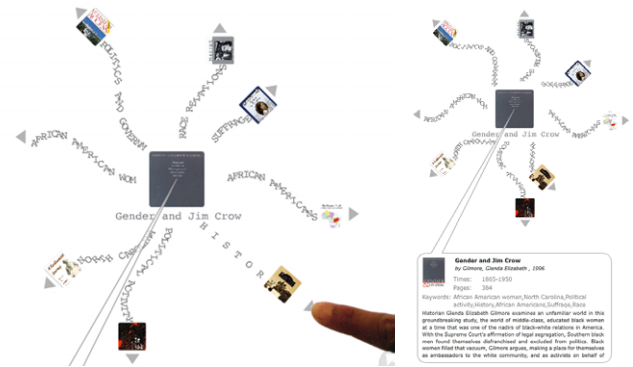 POLITICS AND GOVERNM
RACE RELATIONS
SUFFRAGE
AFRICAN AMERICAN WOM
AFRICAN AMERICANS
Gender and Jim Crow
HISTOR
NORTH CAR
POLITICAL ACTIVITY
Gender and Jim Crow
Gender and Jim Crow
by Gilmore, Glenda Elizabeth , 1996
Times: 1865-1950
Pages: 384
Keywords: African American women,North Carolina,Political
activity,History,African Americans,Suffrage,Race
Historian Glenda Elizabeth Gilmore examines an unfamiliar world in this
groundbreaking study, the world of middle-class, educated black women
at a time that was one of the nadirs of black-white relations in America.
With the Supreme Court's affirmation of legal segregation, Southern black
men found themselves disfranchised and excluded from politics. Black
women filled that vacuum, Gilmore argues, making a place for themselves
as ambassadors to the white community, and as activists on behalf of